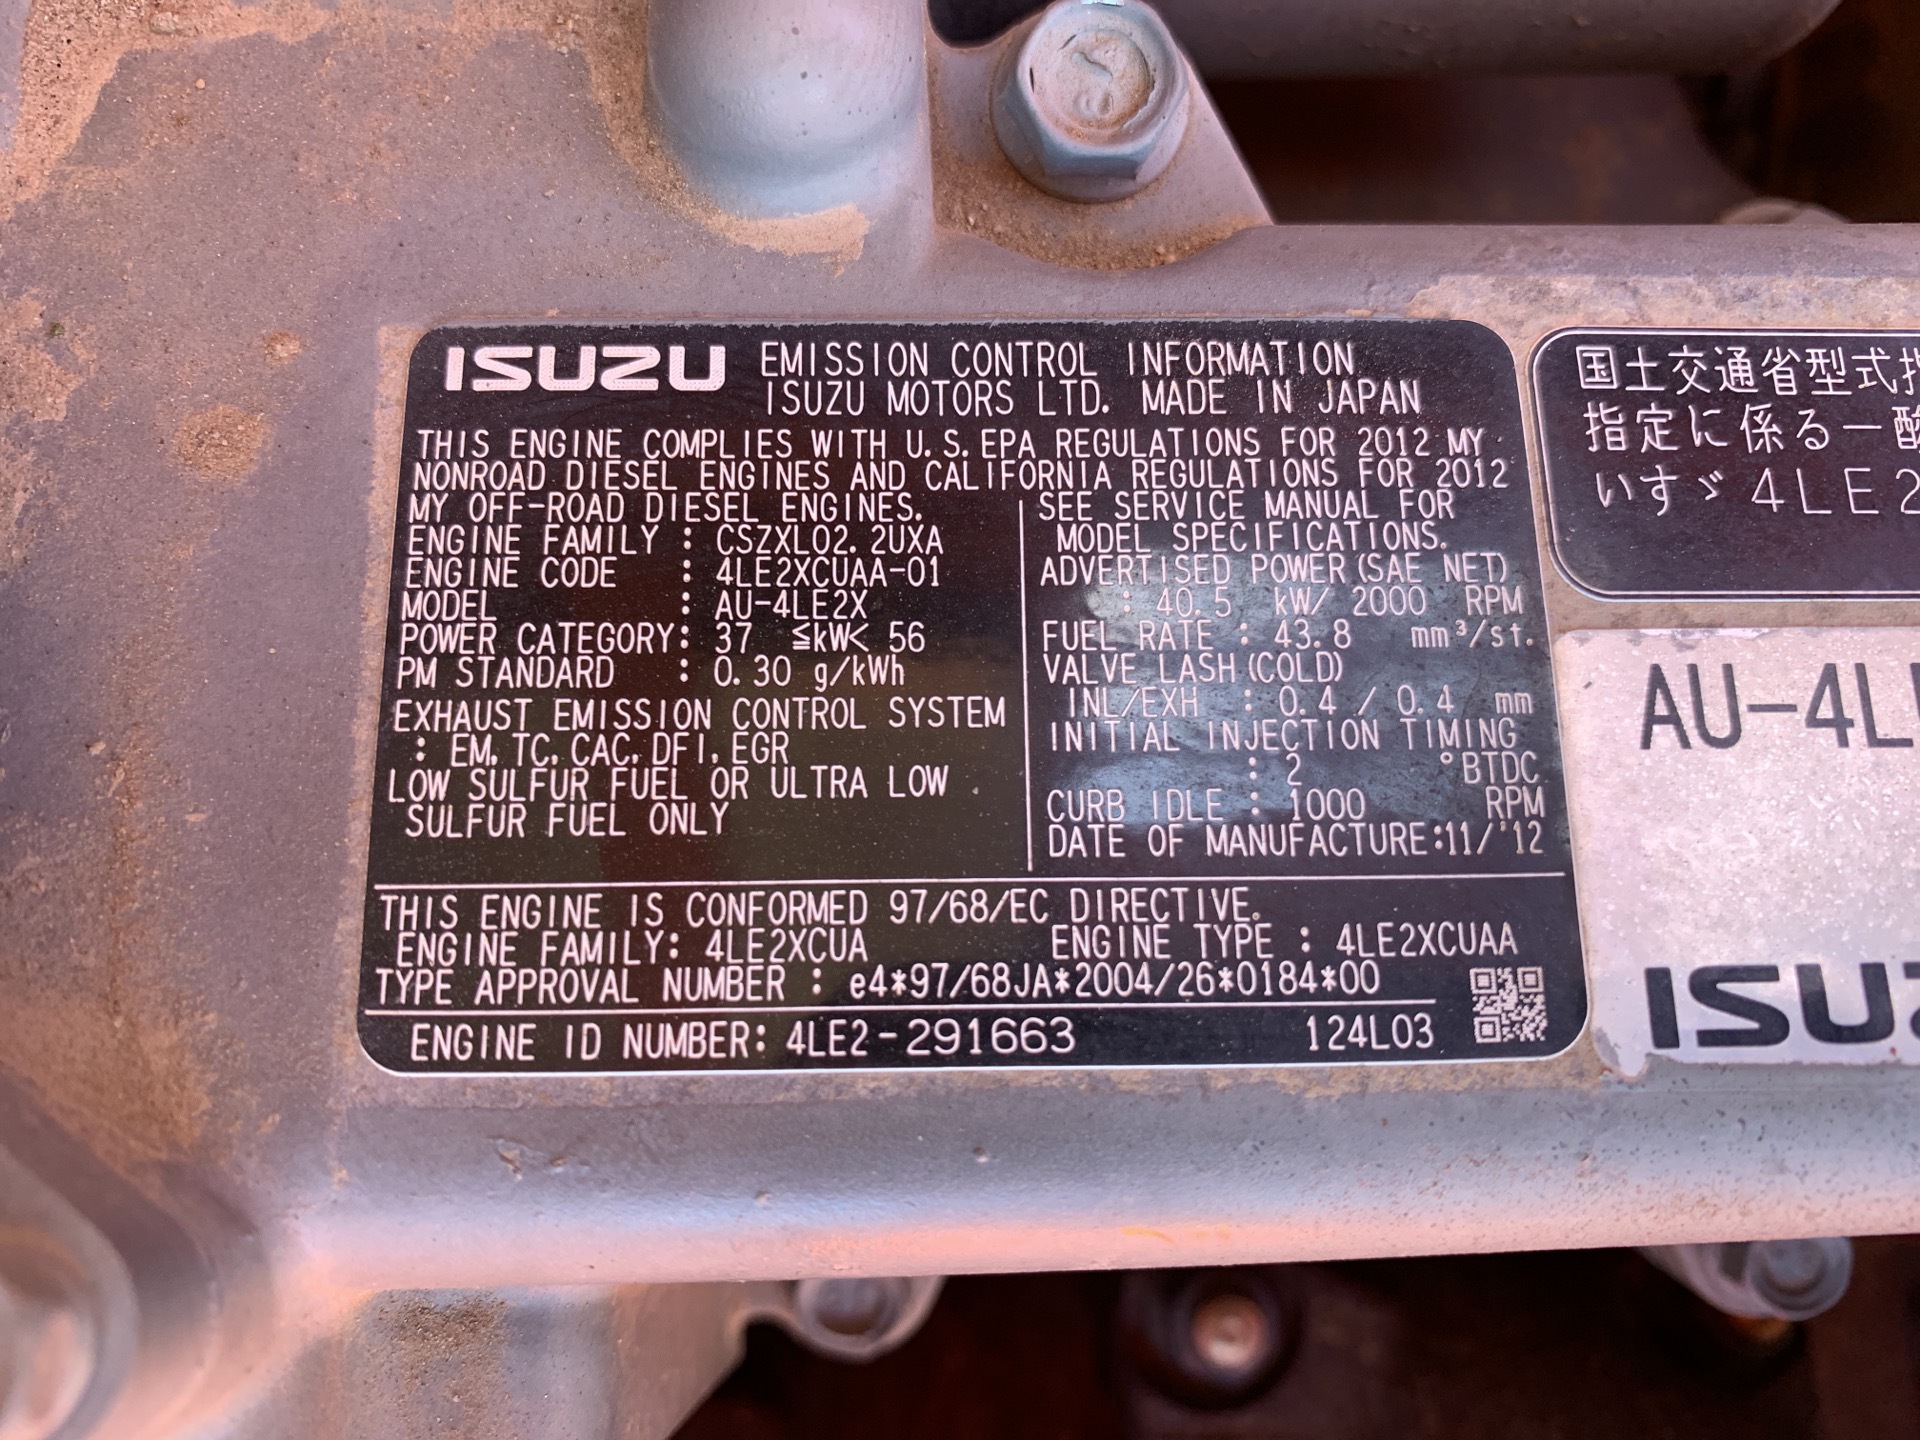 ISUZU EMISSION CONTROL INFORMATION
ISUZU MOTORS LTD. MADE IN JAPAN
THIS ENGINE COMPLIES WITH U.S.EPA REGULATIONS FOR 2012 MY
NONROAD DIESEL ENGINES AND CALIFORNIA REGULATIONS FOR 2012
MY OFF-ROAD DIESEL ENGINES.
ENGINE FAMILY : CSZXL02.2UXA
ENGINE CODE : 4LE2XCUAA-01
MODEL : AU-4LE2X
POWER CATEGORY: 37 ≦kW< 56
PM STANDARD : 0.30 g/kWh
EXHAUST EMISSION CONTROL SYSTEM
: EM, TC, CAC, DFI, EGR
LOW SULFUR FUEL OR ULTRA LOW
SULFUR FUEL ONLY
SEE SERVICE MANUAL FOR
MODEL SPECIFICATIONS.
ADVERTISED POWER(SAE NET)
: 40.5 kW/ 2000 RPM
FUEL RATE : 43.8 mm³/st.
VALVE LASH(COLD)
INL/EXH : 0.4 / 0.4 mm
INITIAL INJECTION TIMING
: 2 °BTDC
CURB IDLE : 1000 RPM
DATE OF MANUFACTURE:11/'12
THIS ENGINE IS CONFORMED 97/68/EC DIRECTIVE.
ENGINE FAMILY: 4LE2XCUA ENGINE TYPE : 4LE2XCUAA
TYPE APPROVAL NUMBER : e4*97/68JA*2004/26*0184*00
ENGINE ID NUMBER: 4LE2-291663 124L03
国土交通省型式指
指定に係る一酸
いすゞ 4LE2
AU-4L
ISUZ